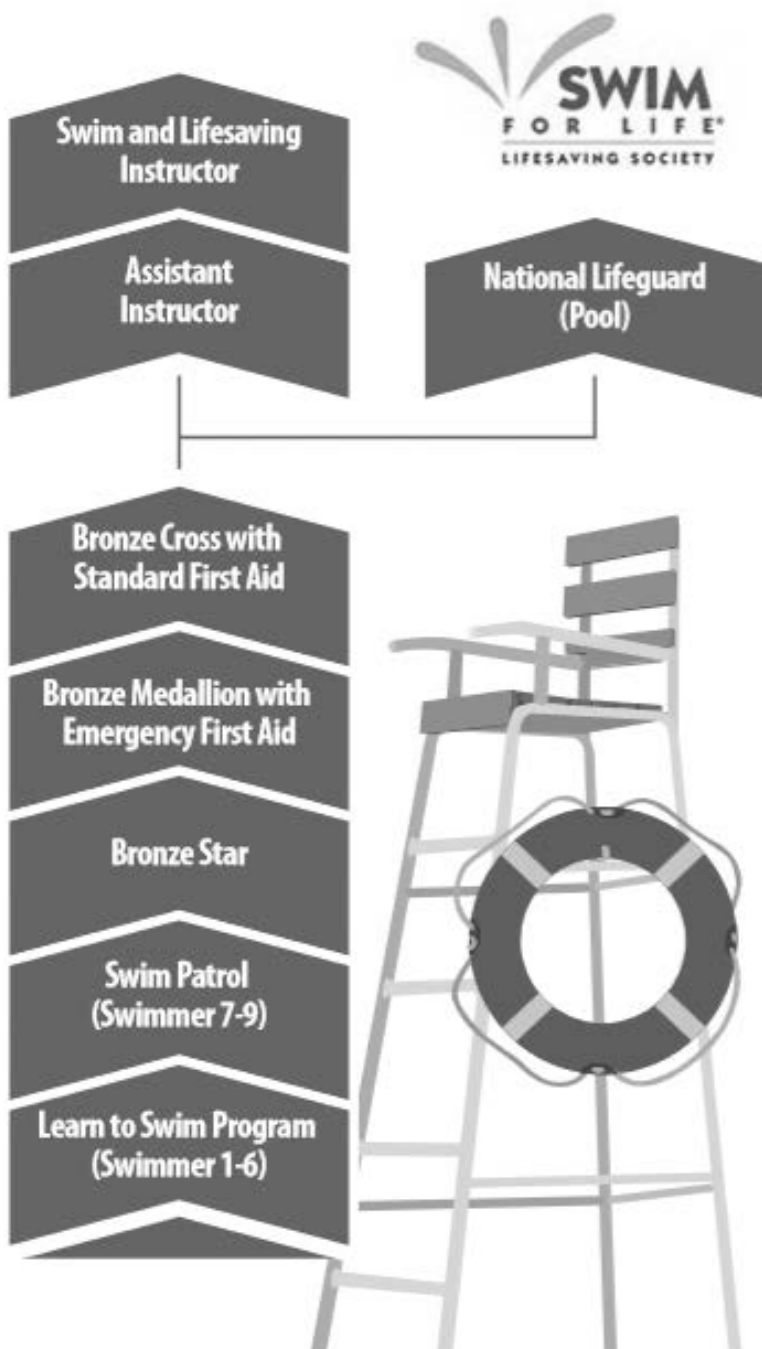 SWIM
FOR LIFE®
LIFESAVING SOCIETY
Swim and Lifesaving
Instructor
Assistant
Instructor
National Lifeguard
(Pool)
Bronze Cross with
Standard First Aid
Bronze Medallion with
Emergency First Aid
Bronze Star
Swim Patrol
(Swimmer 7-9)
Learn to Swim Program
(Swimmer 1-6)